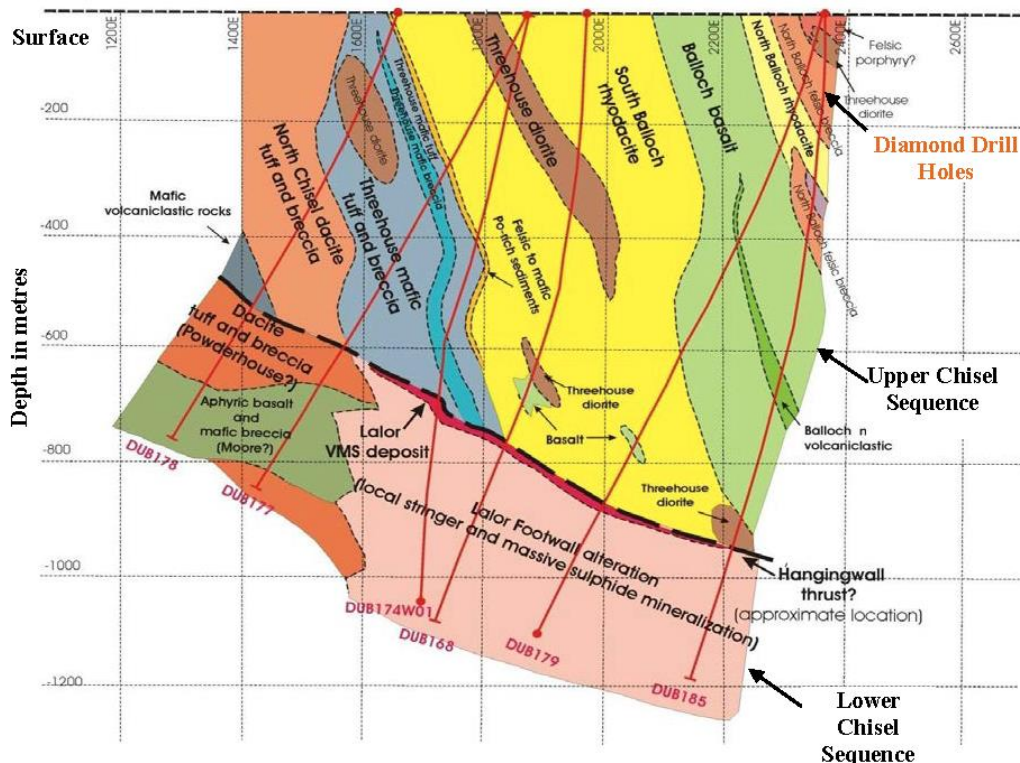 Surface
Depth in metres
1200E
1400E
1600E
1800E
2000E
2200E
2400E
2600E
-200
-400
-600
-800
-1000
-1200
Mafic
volcaniclastic rocks
North Chisel dacite
tuff and breccia
Threehouse diorite
Threehouse mafic
tuff and breccia
Threehouse mafic tuff
Threehouse mafic breccia
Felsic to mafic
Po-rich sediments
Threehouse diorite
South Balloch
rhyodacite
Balloch basalt
North Balloch rhyodacite
North Balloch felsic breccia
North Balloch felsic breccia
Felsic
porphyry?
Threehouse
diorite
Diamond Drill
Holes
Dacite
tuff and breccia
(Powderhouse?)
Aphyric basalt
and
mafic breccia
(Moore?)
Lalor
VMS deposit
Threehouse
diorite
Basalt
Threehouse
diorite
Upper Chisel
Sequence
Balloch n
volcaniclastic
Lalor Footwall alteration
(local stringer and massive sulphide mineralization)
Hangingwall
thrust?
(approximate location)
DUB178
DUB177
DUB174W01
DUB168
DUB179
DUB185
Lower
Chisel
Sequence